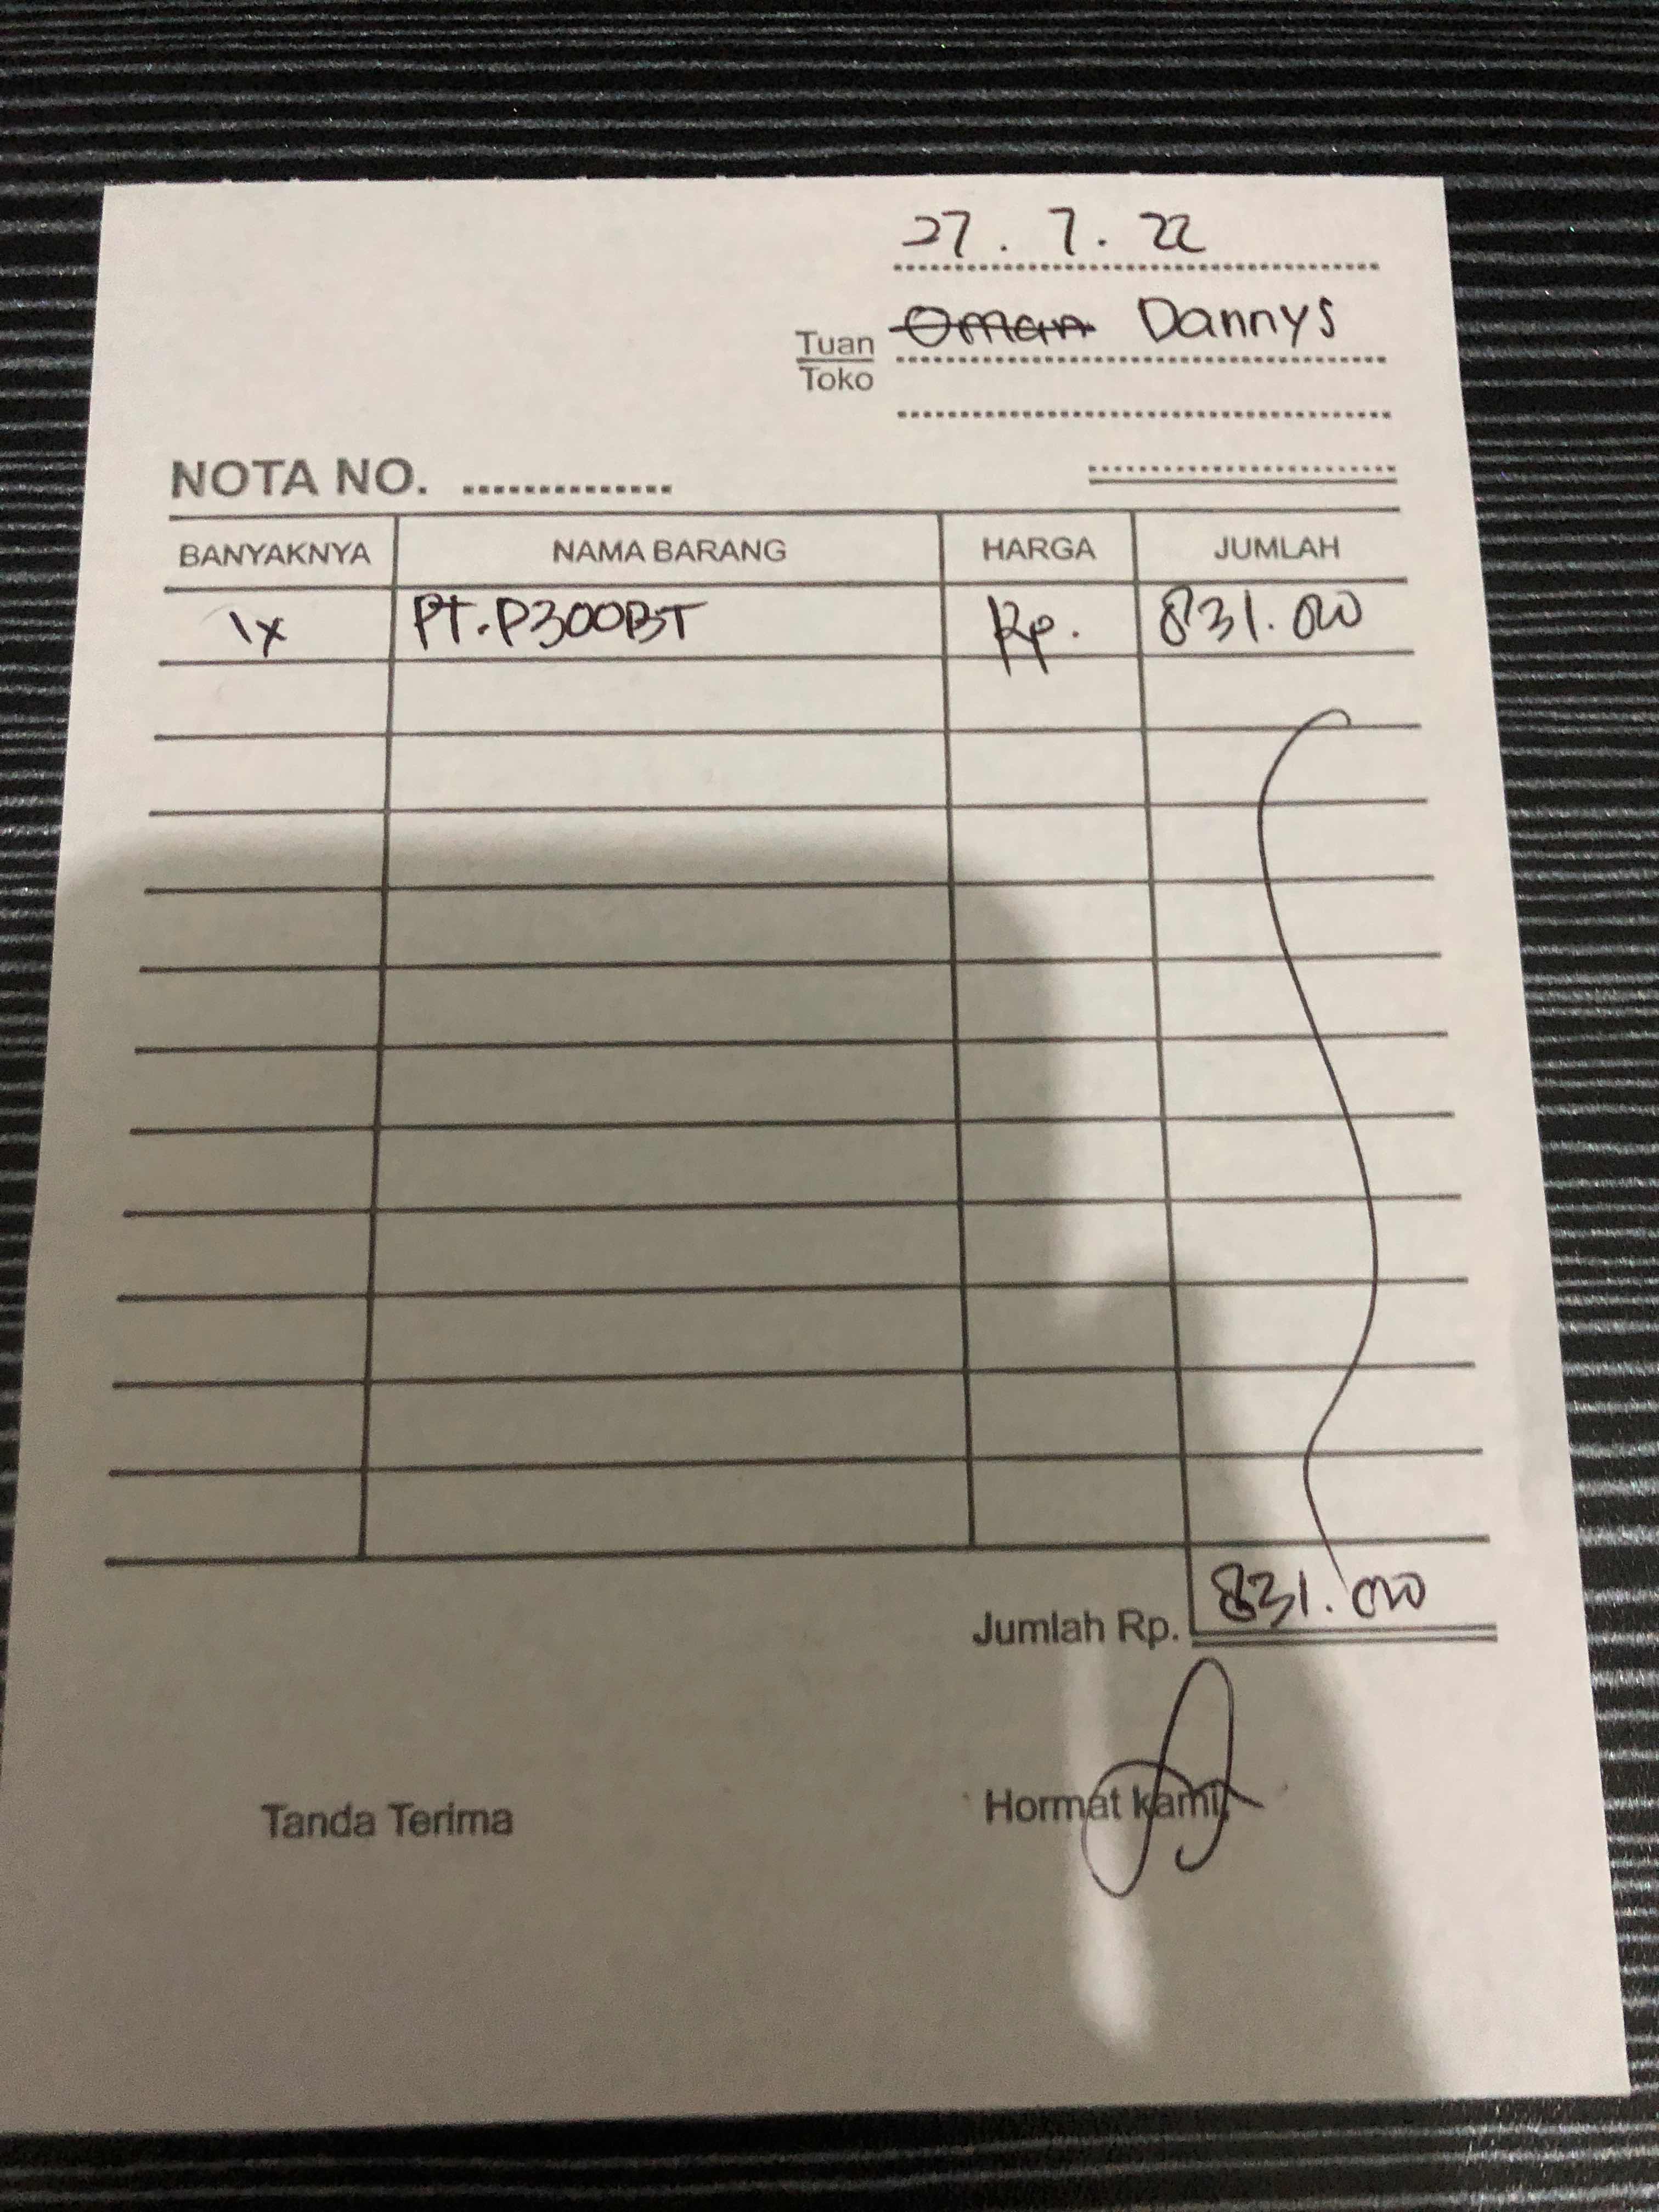 27 . 7 . 22
Tuan Oman Dannys
Toko
NOTA NO. ..............
BANYAKNYA NAMA BARANG HARGA JUMLAH
1x PT.P300BT Rp. 831.000
Jumlah Rp. 831.000
Tanda Terima Hormat kami,